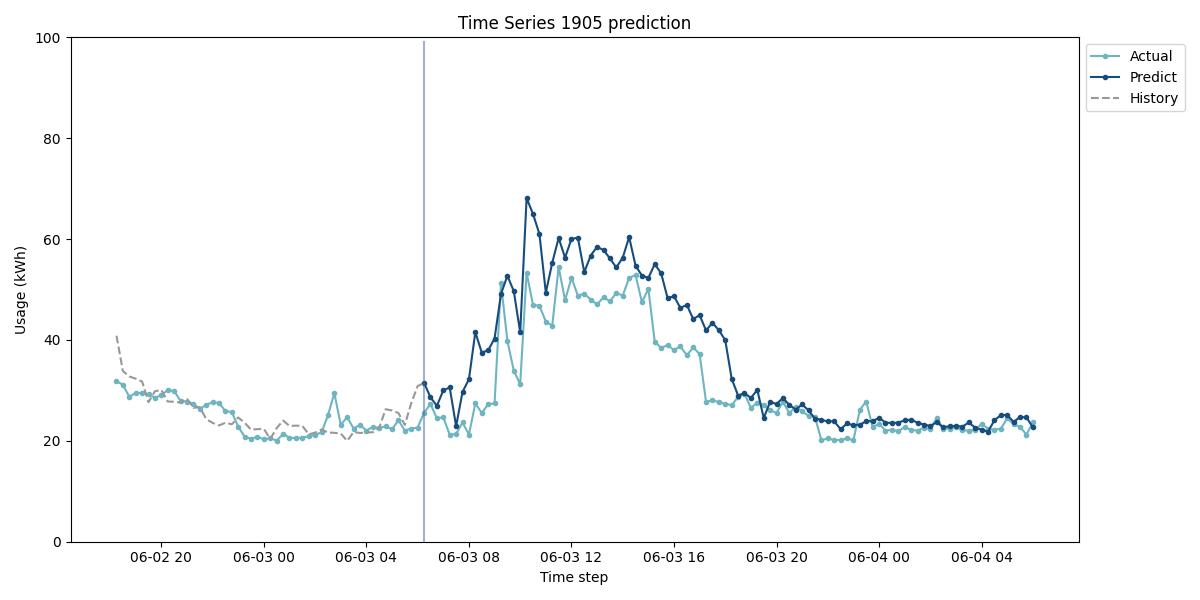 Time Series 1905 prediction
100
80
60
40
20
0
Usage (kWh)
06-02 20
06-03 00
06-03 04
06-03 08
06-03 12
06-03 16
06-03 20
06-04 00
06-04 04
Time step
Actual
Predict
History